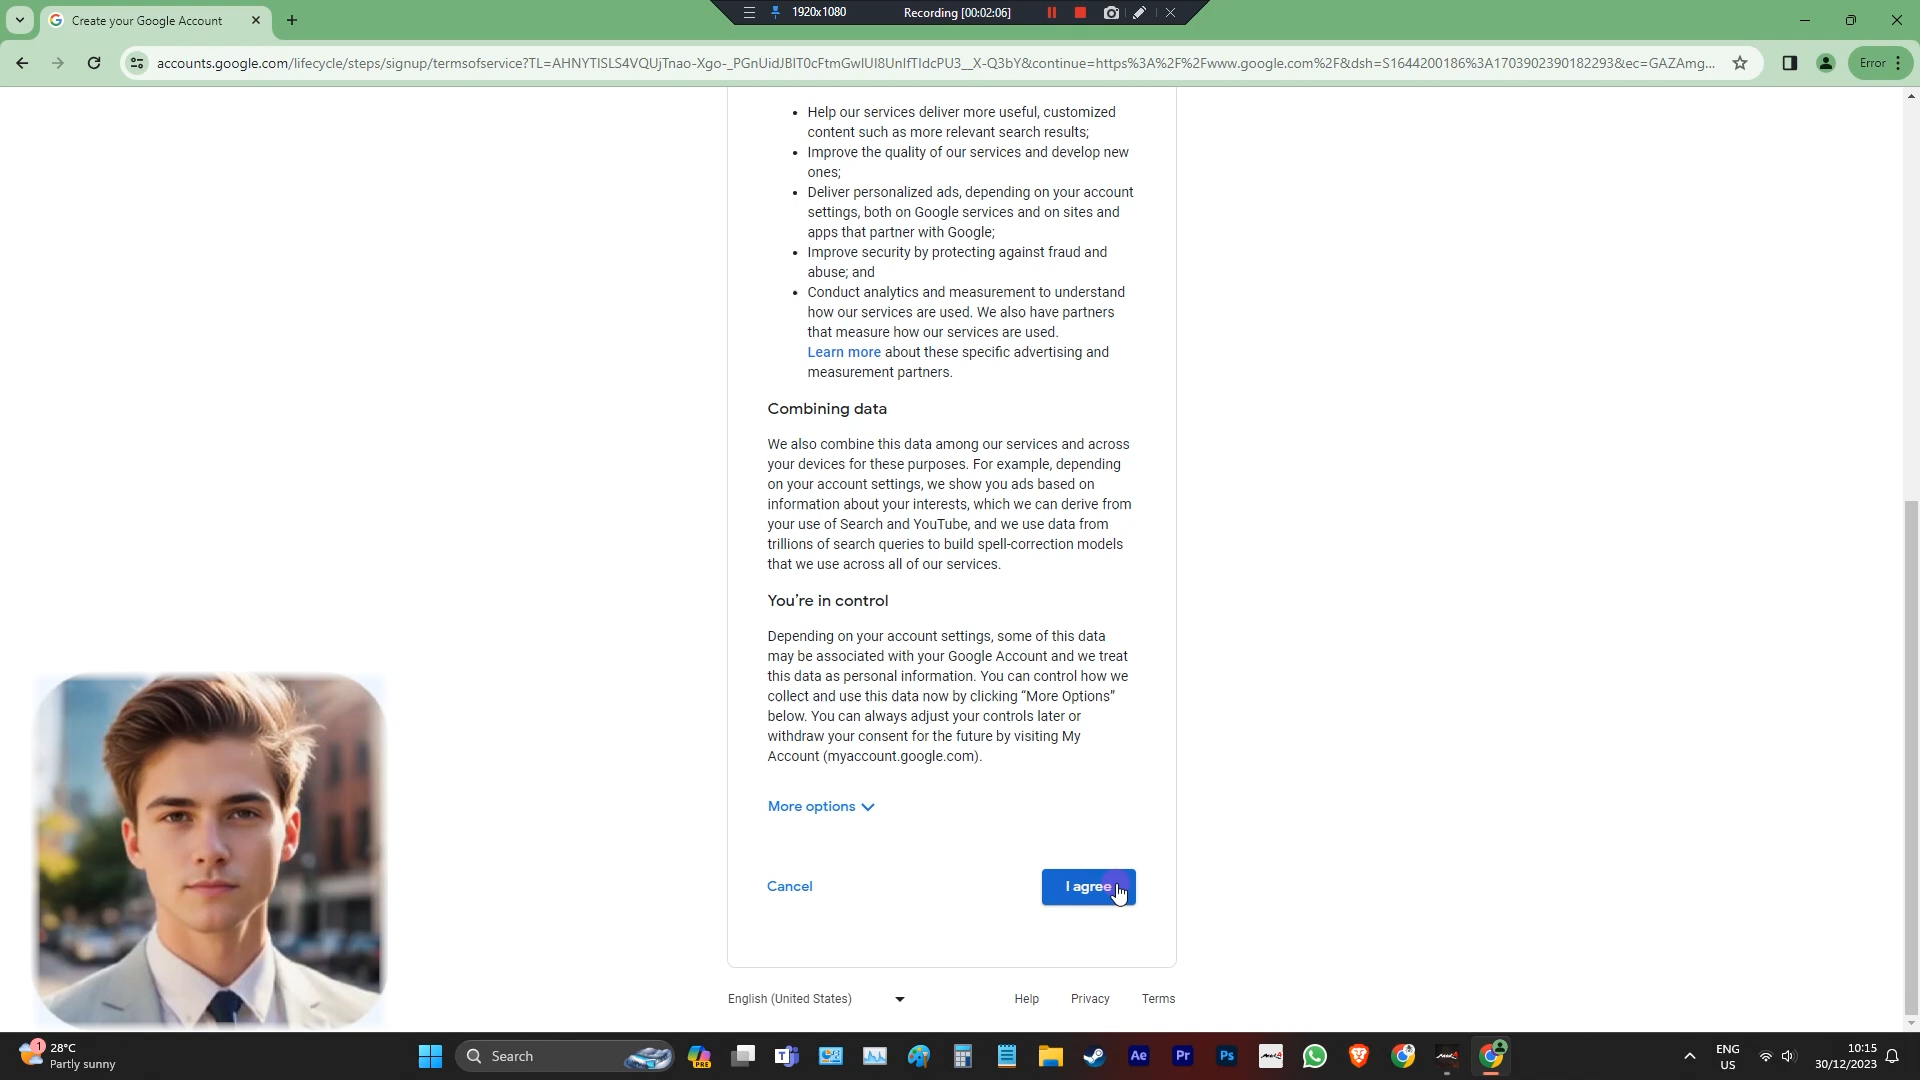 Create your Google Account
1920x1080
Recording [00:02:06]
accounts.google.com/lifecycle/steps/signup/termsofservice?TL=AHNYTISLS4VQUjTnao-Xgo-_PGnUidJBIT0cFtmGwIUI8UnIfTIdcPU3__X-Q3bY&continue=https%3A%2F%2Fwww.google.com%2F&dsh=S1644200186%3A1703902390182293&ec=GAZAmg...
Error
• Help our services deliver more useful, customized
content such as more relevant search results;
• Improve the quality of our services and develop new
ones;
• Deliver personalized ads, depending on your account
settings, both on Google services and on sites and
apps that partner with Google;
• Improve security by protecting against fraud and
abuse; and
• Conduct analytics and measurement to understand
how our services are used. We also have partners
that measure how our services are used.
Learn more about these specific advertising and
measurement partners.
Combining data
We also combine this data among our services and across
your devices for these purposes. For example, depending
on your account settings, we show you ads based on
information about your interests, which we can derive from
your use of Search and YouTube, and we use data from
trillions of search queries to build spell-correction models
that we use across all of our services.
You're in control
Depending on your account settings, some of this data
may be associated with your Google Account and we treat
this data as personal information. You can control how we
collect and use this data now by clicking “More Options”
below. You can always adjust your controls later or
withdraw your consent for the future by visiting My
Account (myaccount.google.com).
More options
Cancel
I agree
English (United States)
Help
Privacy
Terms
1
28°C
Partly sunny
Search
PRE
Ae
Pr
Ps
ENG
US
10:15
30/12/2023